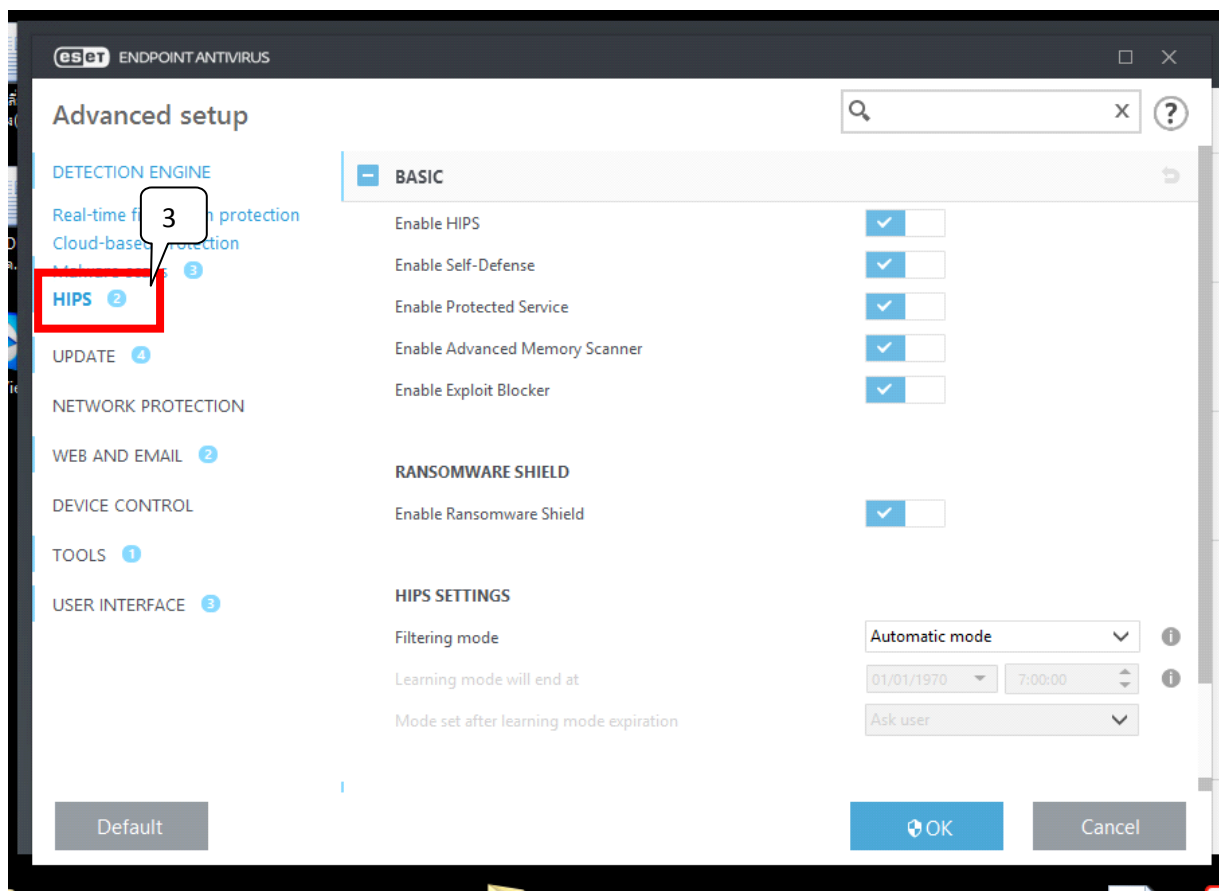 eset ENDPOINT ANTIVIRUS
Advanced setup
x ?
DETECTION ENGINE
BASIC
Real-time protection
3
Enable HIPS
Cloud-based
Enable Self-Defense
3
HIPS 2
Enable Protected Service
UPDATE 4
Enable Advanced Memory Scanner
Enable Exploit Blocker
NETWORK PROTECTION
WEB AND EMAIL 2
RANSOMWARE SHIELD
DEVICE CONTROL
Enable Ransomware Shield
TOOLS 1
USER INTERFACE 3
HIPS SETTINGS
Filtering mode
Automatic mode
Learning mode will end at
01/01/1970
7:00:00
Mode set after learning mode expiration
Ask user
Default
OK
Cancel